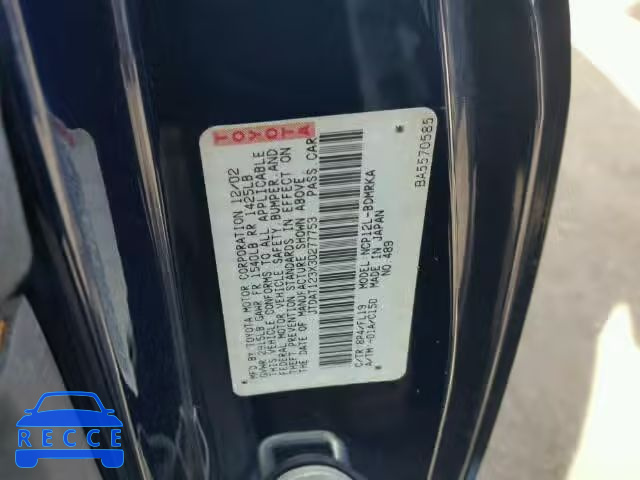 TOYOTA
MFD. BY TOYOTA MOTOR CORPORATION 12/02
GVWR 2915LB GAWR FR 1540LB RR 1425LB
THIS VEHICLE CONFORMS TO ALL APPLICABLE
FEDERAL MOTOR VEHICLE SAFETY, BUMPER, AND
THEFT PREVENTION STANDARDS IN EFFECT ON
THE DATE OF MANUFACTURE SHOWN ABOVE.
JTDAT123X30277753 PASS CAR
C/TR: 8P4/FL19 MODEL: NCP12L-BDMRKA
A/TM: -01A/C150 MADE IN JAPAN
NO. 489
BA5570585
RECCE